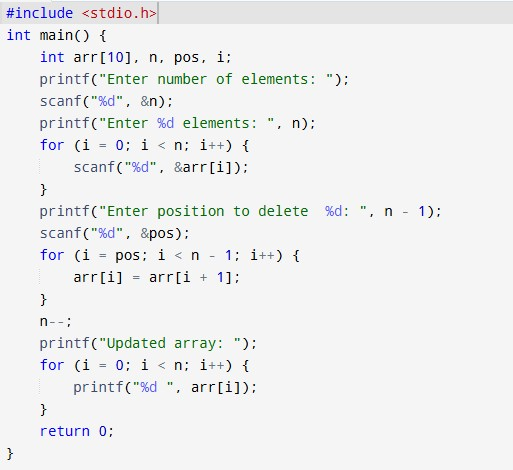 #include <stdio.h>
int main() {
    int arr[10], n, pos, i;
    printf("Enter number of elements: ");
    scanf("%d", &n);
    printf("Enter %d elements: ", n);
    for (i = 0; i < n; i++) {
        scanf("%d", &arr[i]);
    }
    printf("Enter position to delete  %d: ", n - 1);
    scanf("%d", &pos);
    for (i = pos; i < n - 1; i++) {
        arr[i] = arr[i + 1];
    }
    n--;
    printf("Updated array: ");
    for (i = 0; i < n; i++) {
        printf("%d ", arr[i]);
    }
    return 0;
}